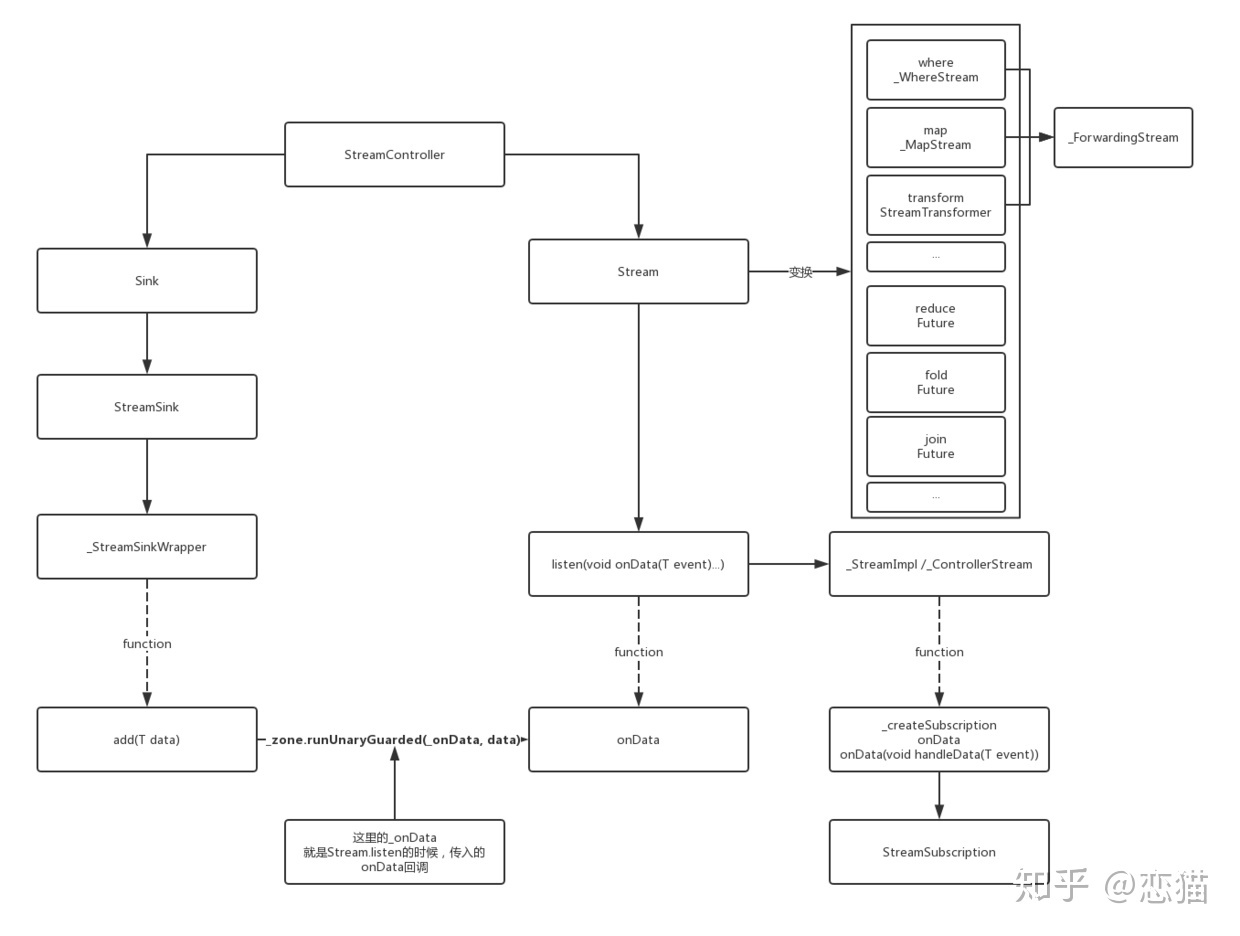 where
_WhereStream
map
_MapStream
_ForwardingStream
StreamController
transform
StreamTransformer
...
Sink
Stream
变换
reduce
Future
fold
Future
StreamSink
join
Future
...
_StreamSinkWrapper
listen(void onData(T event)...)
_StreamImpl /_ControllerStream
function
function
function
add(T data)
_zone.runUnaryGuarded(_onData, data)
onData
_createSubscription
onData
onData(void handleData(T event))
这里的_onData
就是Stream.listen的时候，传入的
onData回调
StreamSubscription
知乎 @恋猫